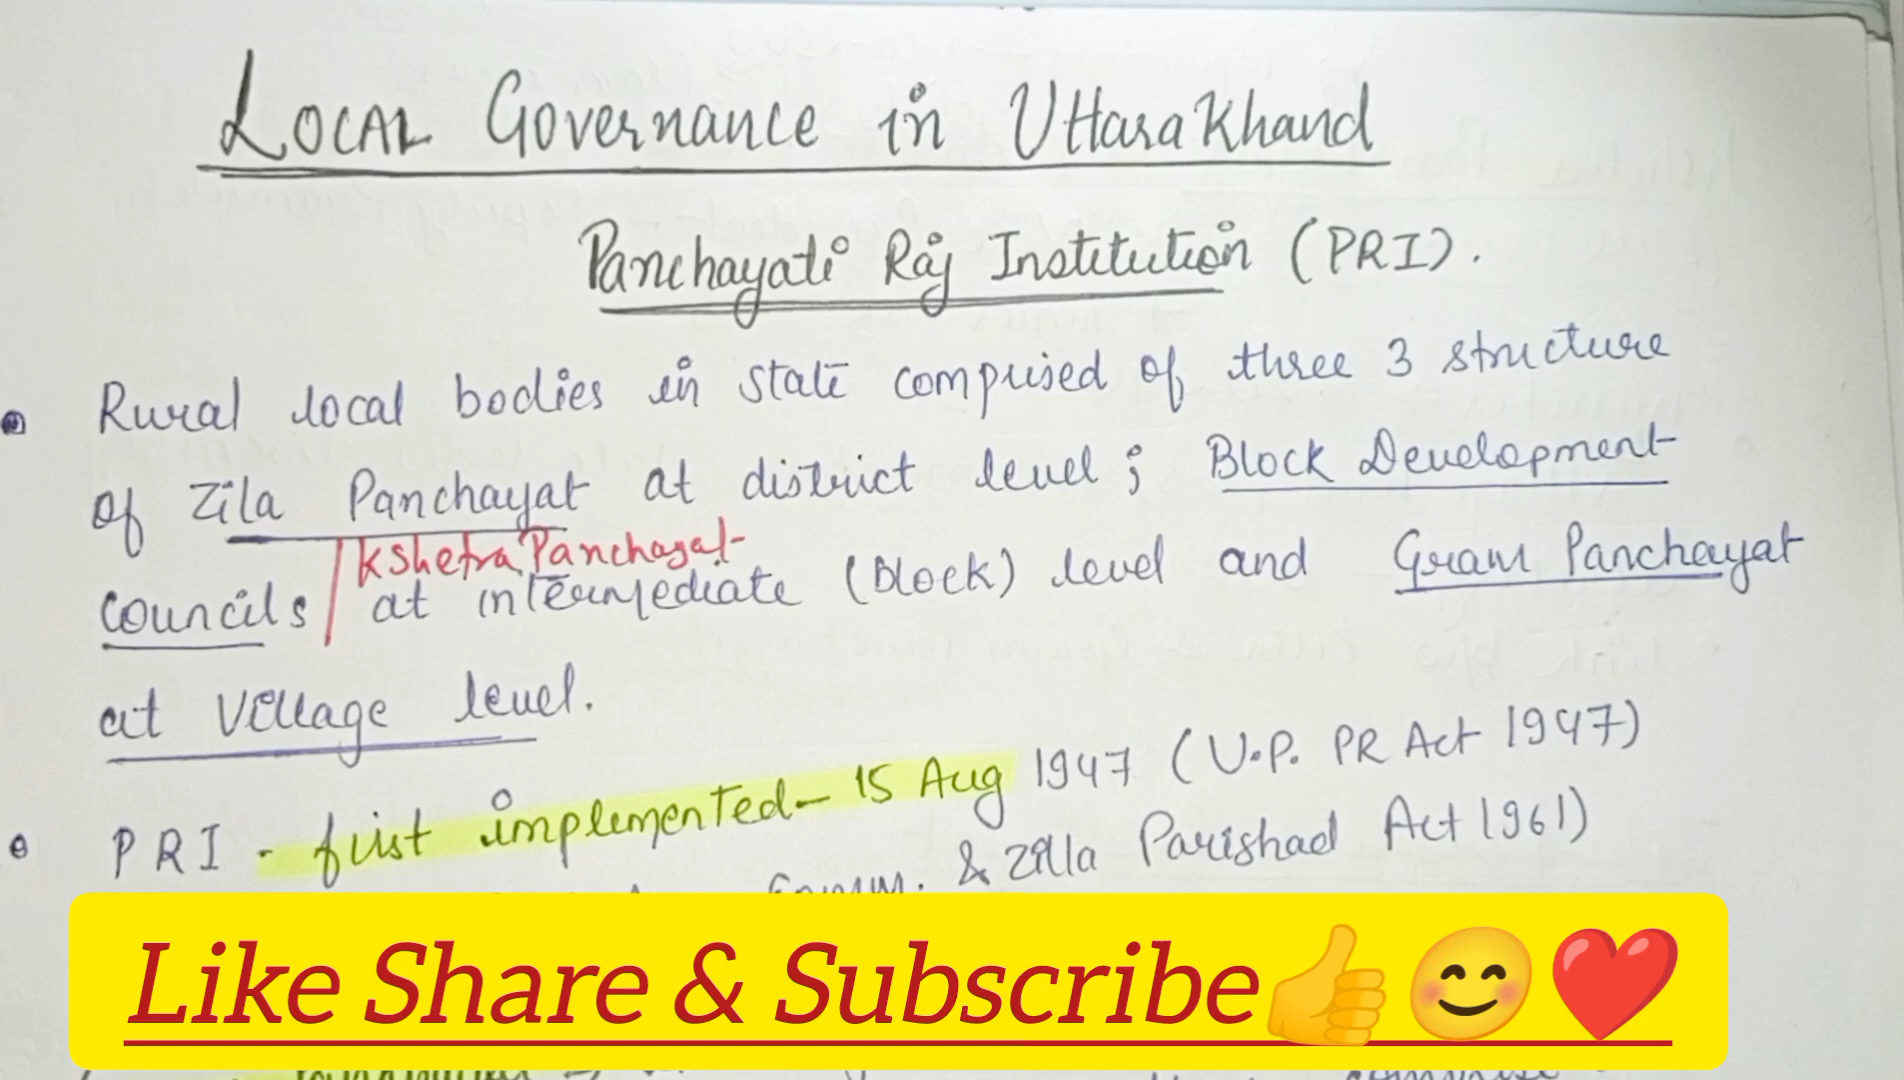 Local Governance in Uttarakhand
Panchayati Raj Institution (PRI).
Rural local bodies in state comprised of three 3 structure
of Zila Panchayat at district level; Block Development
Kshetra Panchayat
Councils / at intermediate (Block) level and Gram Panchayat
at village level.
PRI - first implemented - 15 Aug 1947 (U.P. PR Act 1947)
& Zilla Parishad Act 1961)
Like Share & Subscribe👍😊❤️